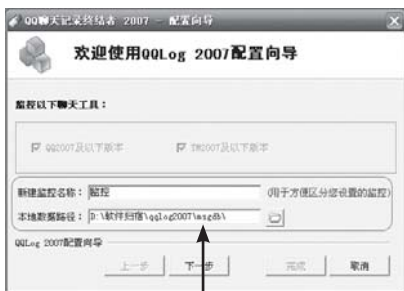 QQ聊天记录终结者 2007 - 配置向导
欢迎使用QQLog 2007配置向导
监控以下聊天工具：
QQ2007及以下版本 TM2007及以下版本
新建监控名称： 监控 (用于方便区分您设置的监控)
本地数据路径： D:\软件归宿\qqlog2007\msgdb\
QQLog 2007配置向导
上一步 下一步 完成 取消